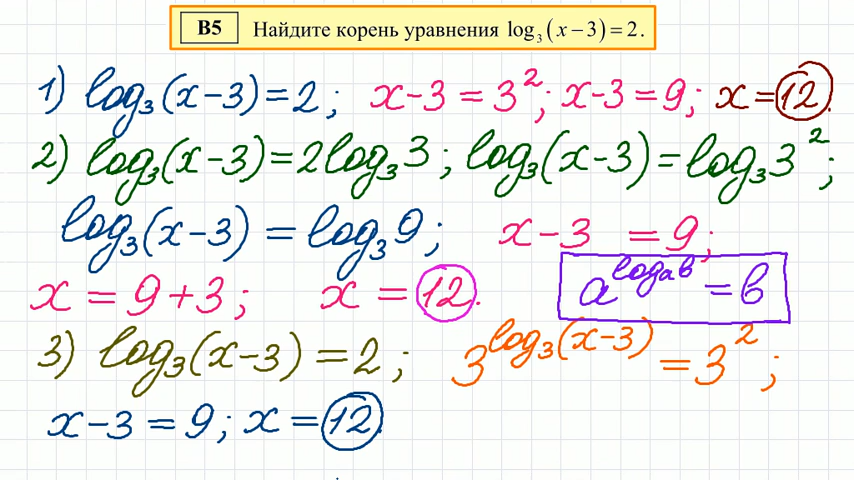 B5 Найдите корень уравнения log₃(x − 3) = 2.
1) log₃(x−3)=2; x−3=3²; x−3=9; x=12.
2) log₃(x−3)=2log₃3; log₃(x−3)=log₃3²;
log₃(x−3) = log₃9; x−3 = 9;
x = 9+3; x = 12. a^(logₐb) = b
3) log₃(x−3) = 2; 3^(log₃(x−3)) = 3²;
x−3 = 9; x = 12